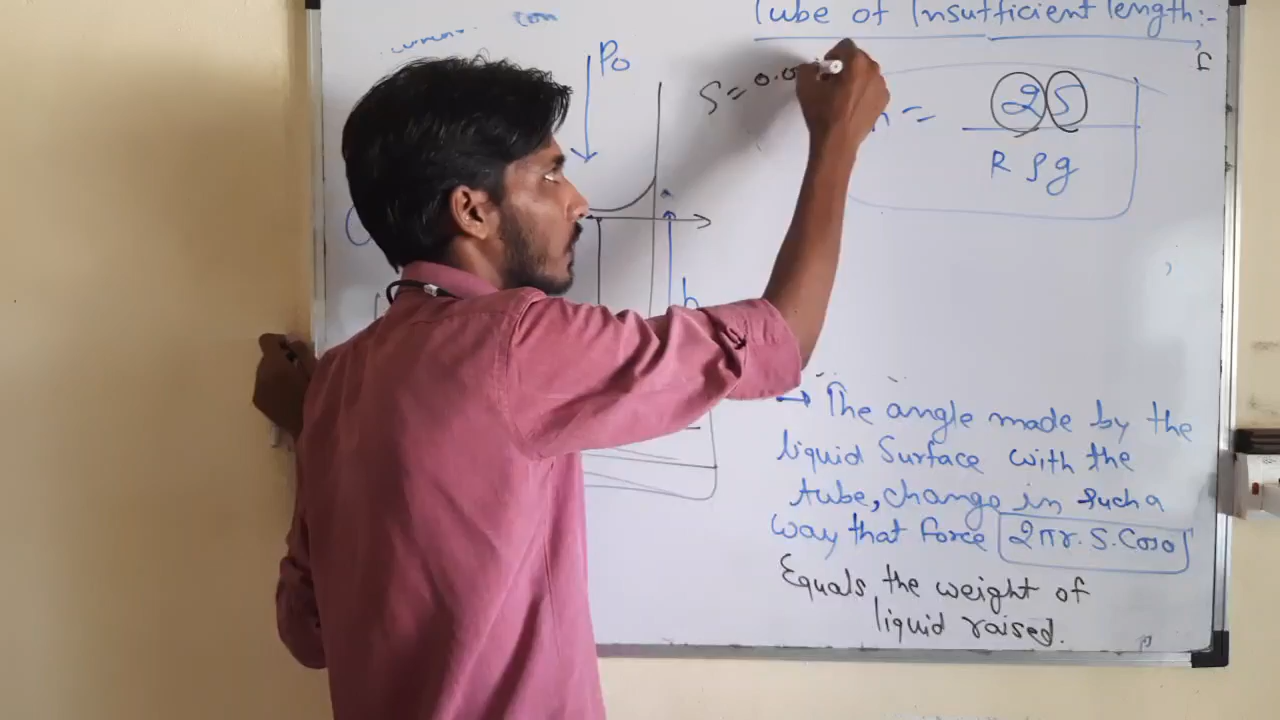 Tube of Insufficient length:-
P₀
S = 0.0
h =
2S
R ρ g
h
→ The angle made by the
liquid Surface with the
tube, change in such a
way that force 2πr. S. Cosθ
Equals the weight of
liquid raised.